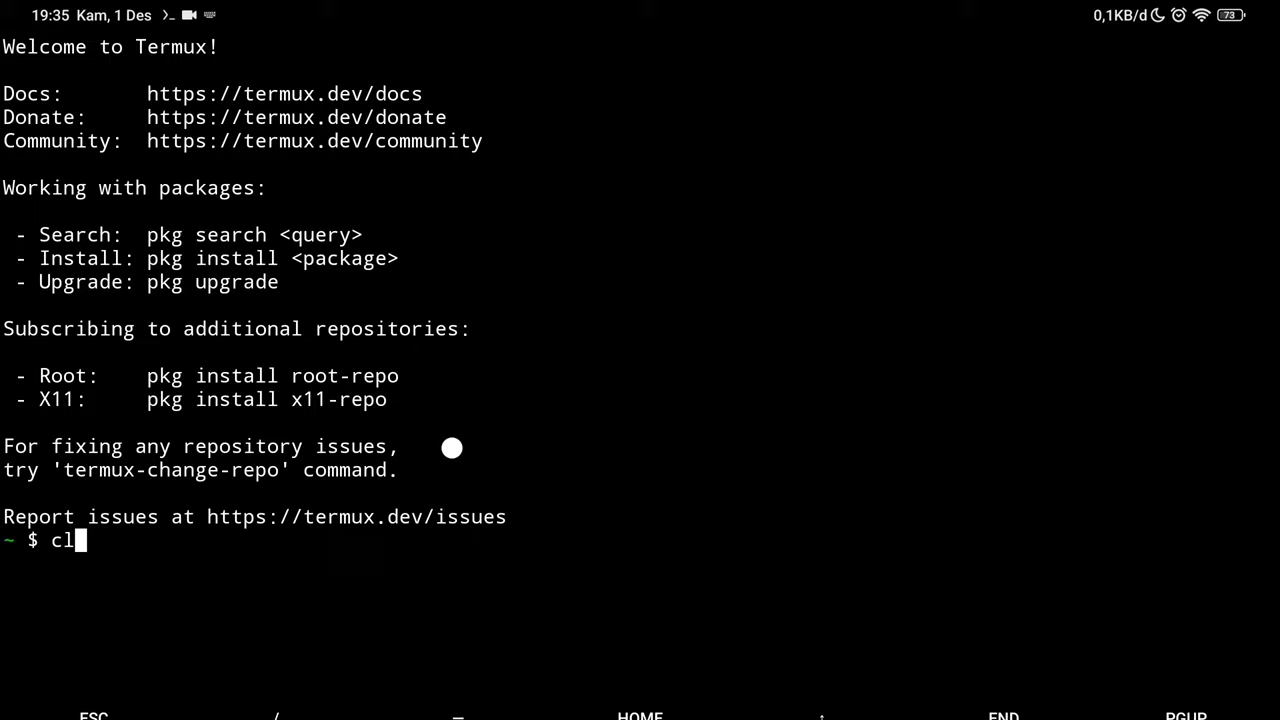 19:35 Kam, 1 Des 0,1KB/d 73
Welcome to Termux!
Docs: https://termux.dev/docs
Donate: https://termux.dev/donate
Community: https://termux.dev/community
Working with packages:
- Search: pkg search <query>
- Install: pkg install <package>
- Upgrade: pkg upgrade
Subscribing to additional repositories:
- Root: pkg install root-repo
- X11: pkg install x11-repo
For fixing any repository issues,
try 'termux-change-repo' command.
Report issues at https://termux.dev/issues
~ $ cl
ESC / — HOME ↑ END PGUP